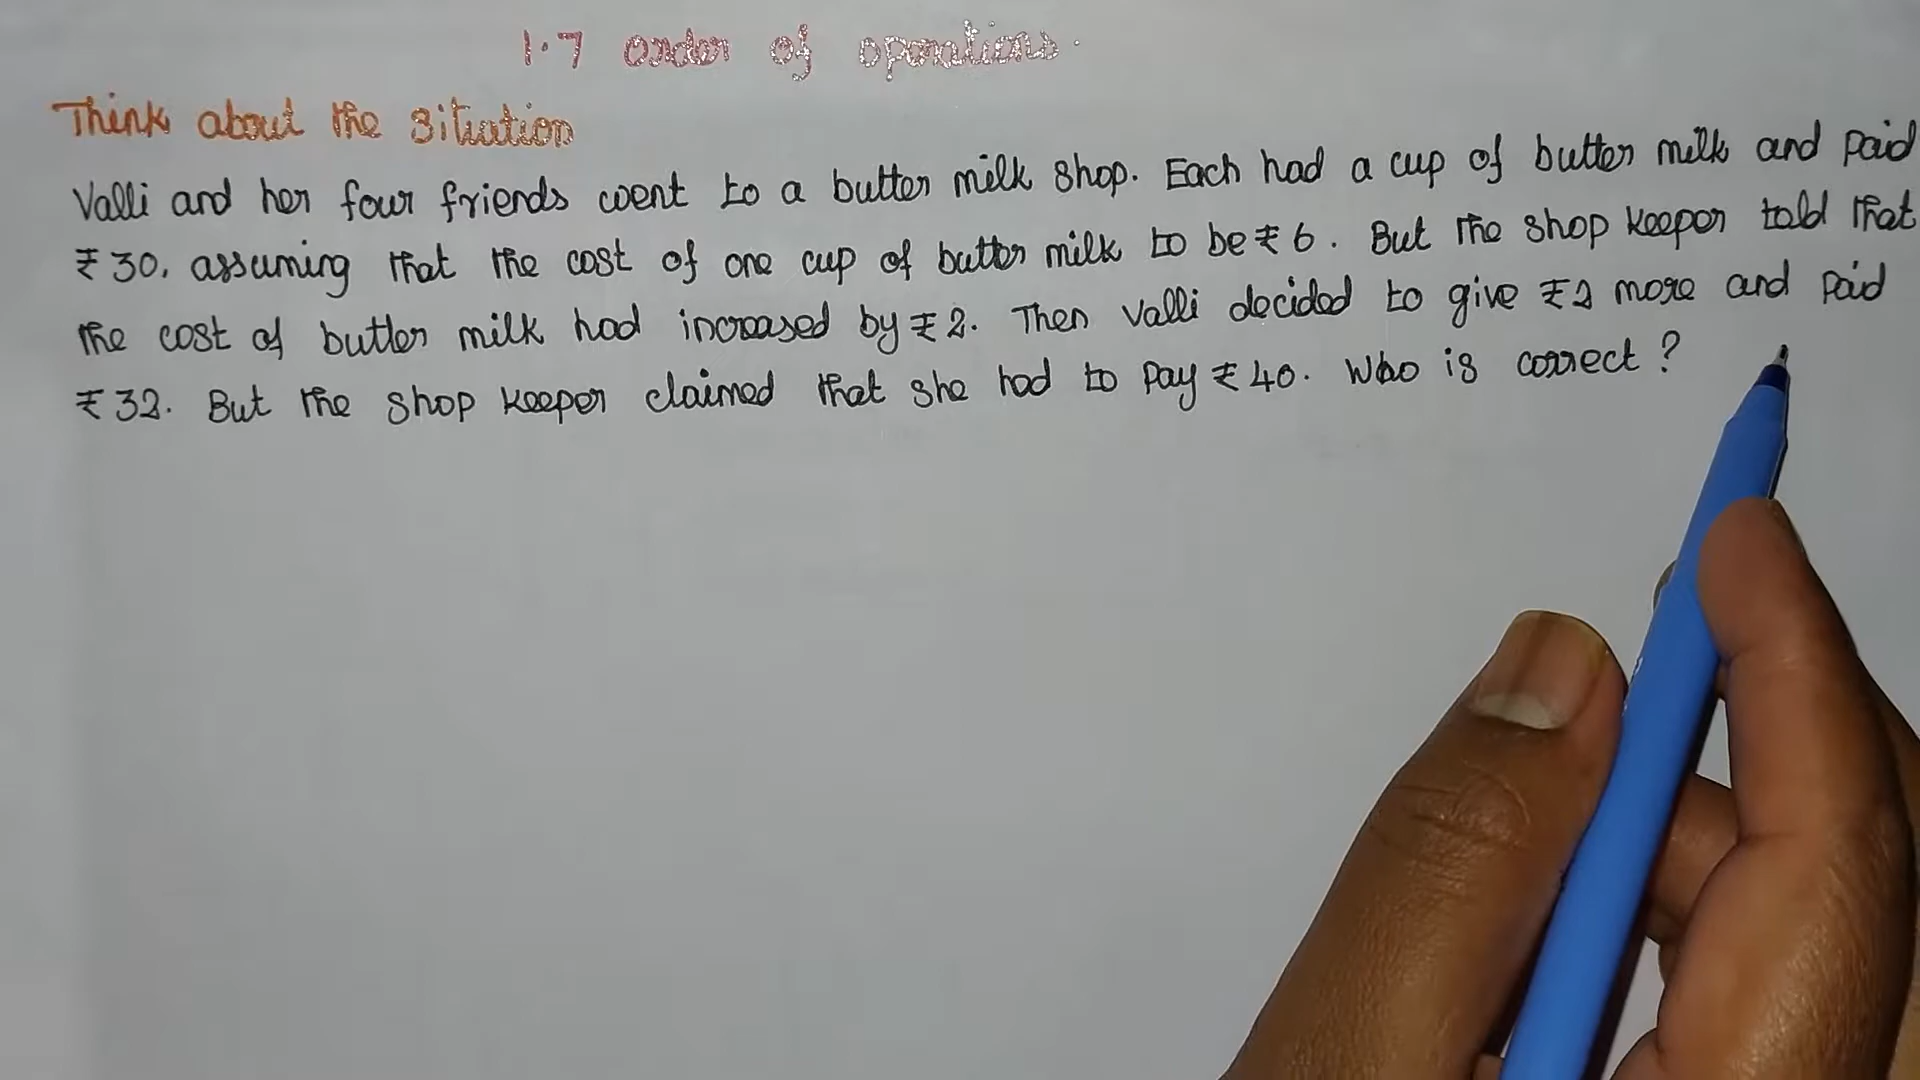 1.7 Order of operations.
Think about the situation
Valli and her four friends went to a butter milk shop. Each had a cup of butter milk and paid
₹ 30, assuming that the cost of one cup of butter milk to be ₹ 6. But the shop keeper told that
the cost of butter milk had increased by ₹ 2. Then Valli decided to give ₹ 2 more and paid
₹ 32. But the shop keeper claimed that she had to pay ₹ 40. Who is correct?